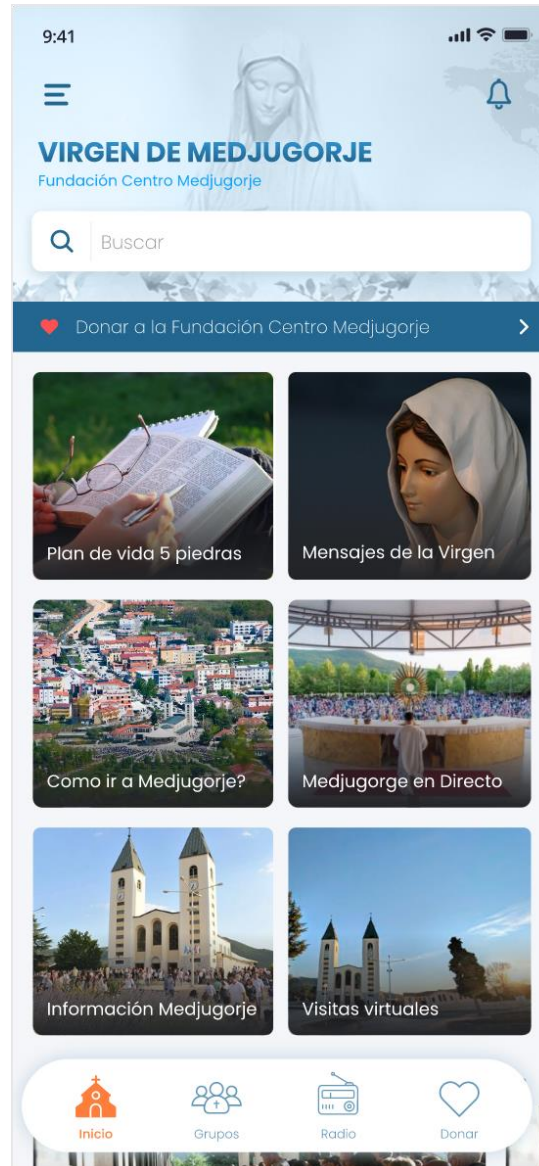 9:41
VIRGEN DE MEDJUGORJE
Fundación Centro Medjugorje
Buscar
Donar a la Fundación Centro Medjugorje
Plan de vida 5 piedras
Mensajes de la Virgen
Como ir a Medjugorje?
Medjugorge en Directo
Información Medjugorje
Visitas virtuales
Inicio
Grupos
Radio
Donar